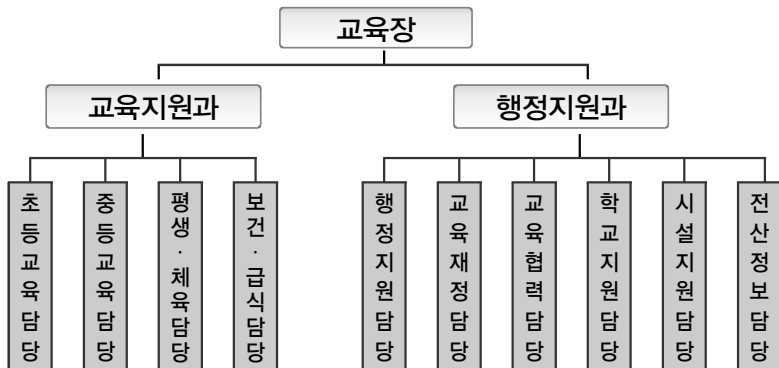 교육장
교육지원과
행정지원과
초등교육담당
중등교육담당
평생·체육담당
보건·급식담당
행정지원담당
교육재정담당
교육협력담당
학교지원담당
시설지원담당
전산정보담당